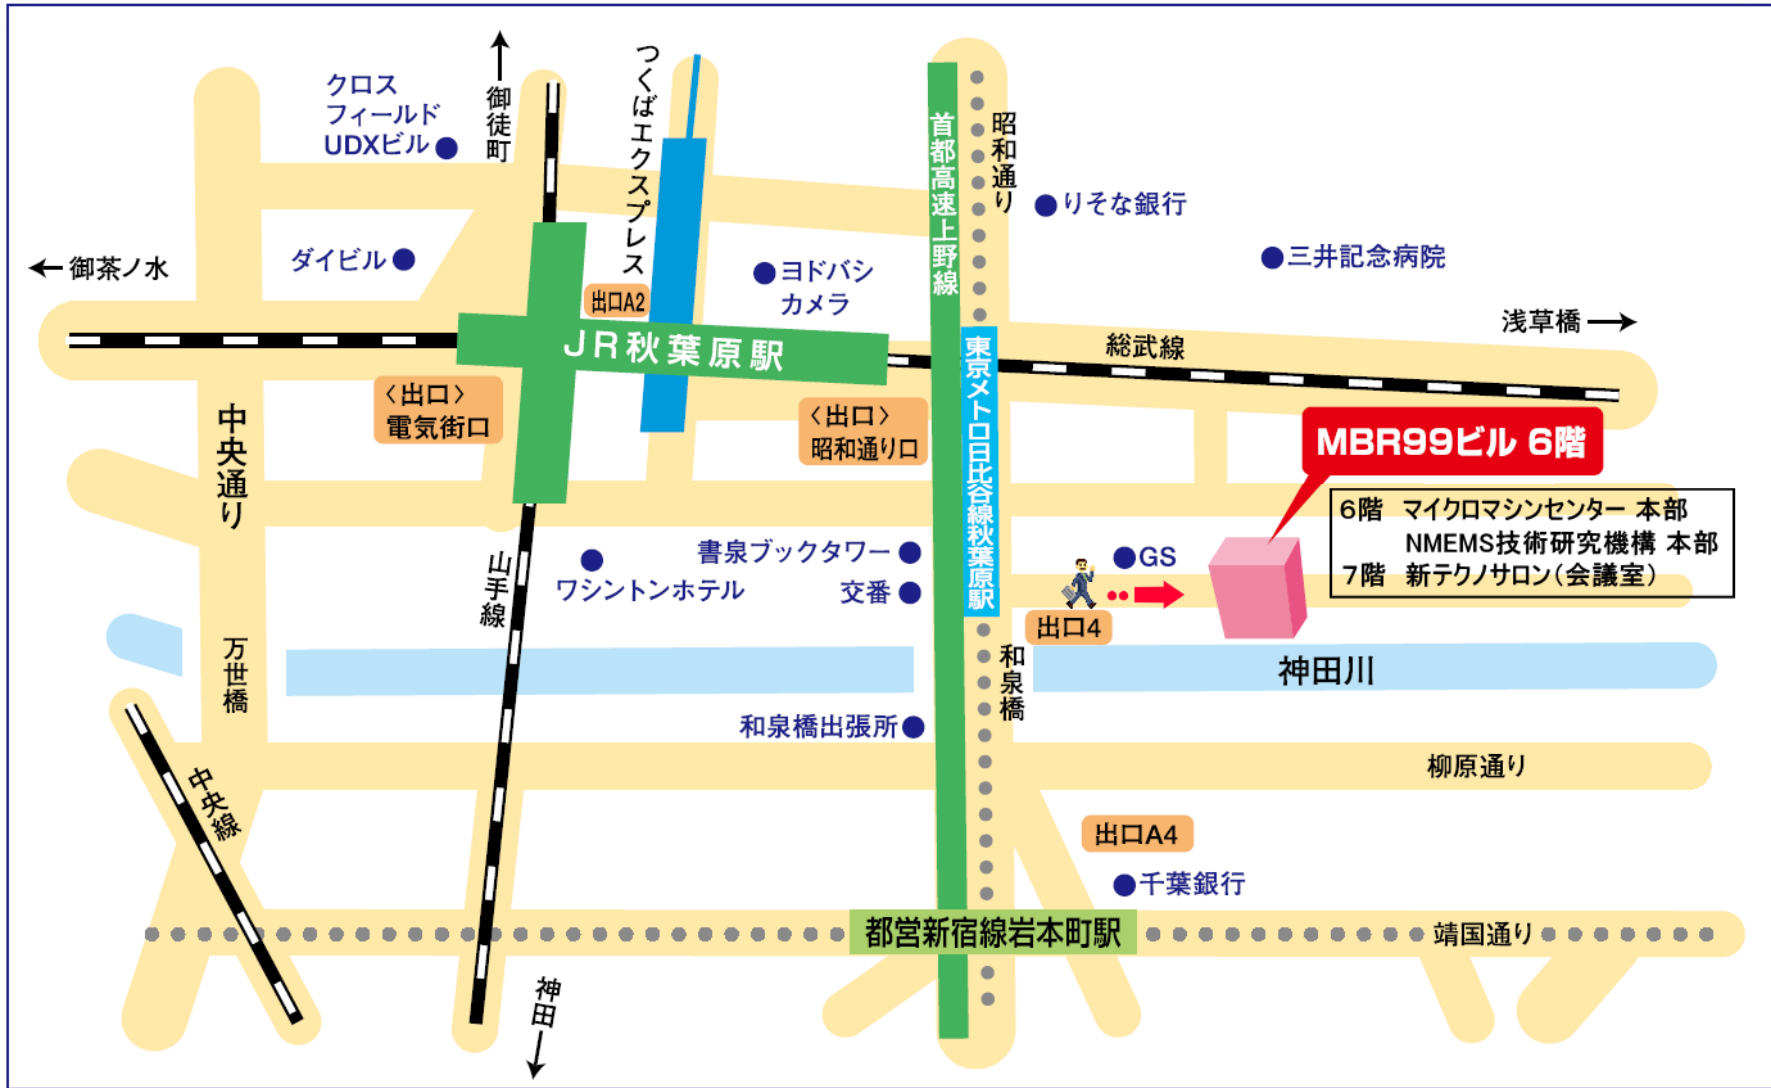 クロス
フィールド
UDXビル
御徒町
つくばエクスプレス
首都高速上野線
昭和通り
りそな銀行
三井記念病院
御茶ノ水
ダイビル
出口A2
ヨドバシ
カメラ
浅草橋
総武線
JR秋葉原駅
〈出口〉
電気街口
〈出口〉
昭和通り口
東京メトロ日比谷線秋葉原駅
中央通り
MBR99ビル 6階
6階 マイクロマシンセンター 本部
NMEMS技術研究機構 本部
7階 新テクノサロン(会議室)
山手線
ワシントンホテル
書泉ブックタワー
交番
GS
出口4
万世橋
和泉橋
神田川
和泉橋出張所
柳原通り
中央線
出口A4
千葉銀行
都営新宿線岩本町駅
靖国通り
神田